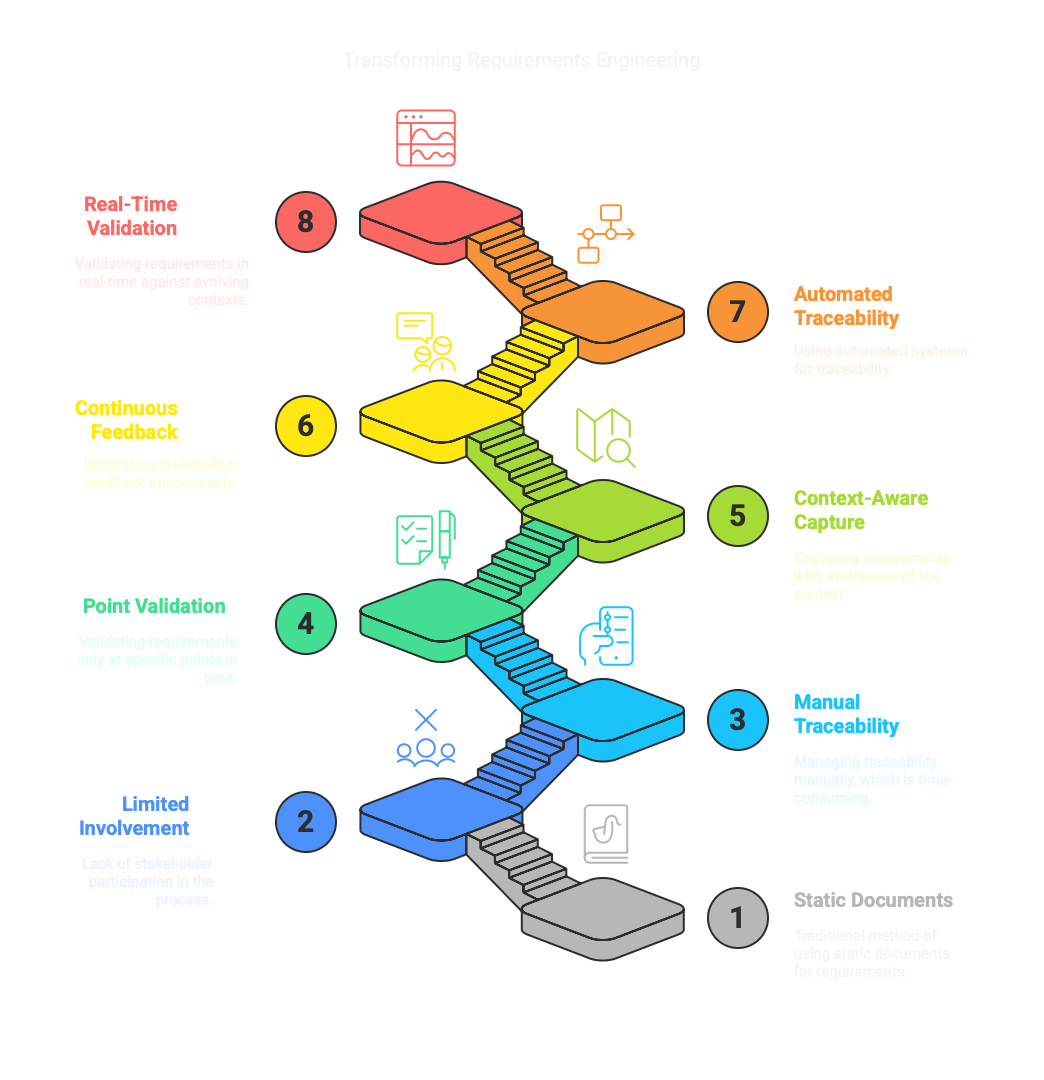 Transforming Requirements Engineering
Real-Time
Validation
8
Validating requirements in
real-time against evolving
contexts.
7
Automated
Traceability
Using automated systems
for traceability.
Continuous
Feedback
6
Integrating stakeholder
feedback continuously.
5
Context-Aware
Capture
Capturing requirements
with awareness of the
context.
Point Validation
4
Validating requirements
only at specific points in
time.
3
Manual
Traceability
Managing traceability
manually, which is time-
consuming.
Limited
Involvement
2
Lack of stakeholder
participation in the
process.
1
Static Documents
Traditional method of
using static documents
for requirements.